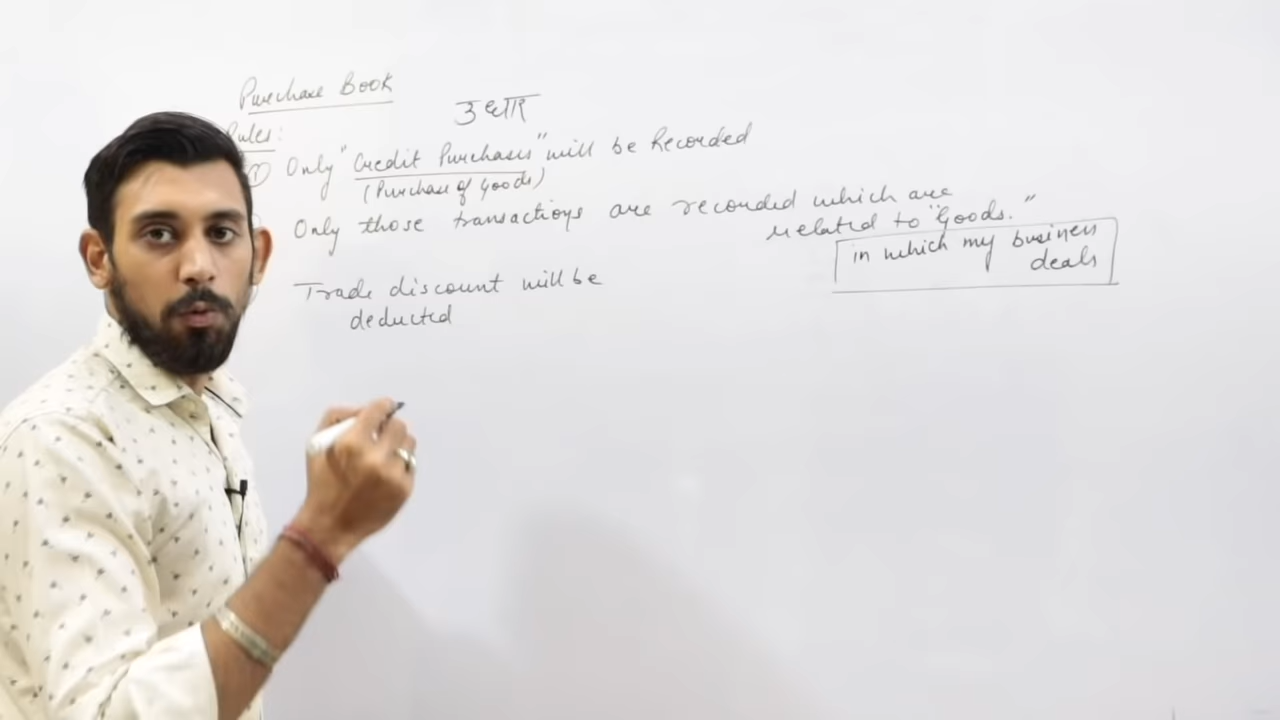 Purchase Book
Rules:
उधार
① Only "Credit Purchases" will be Recorded
(Purchase of Goods)
Only those transactions are recorded which are
related to "Goods."
in which my business
deals
Trade discount will be
deducted